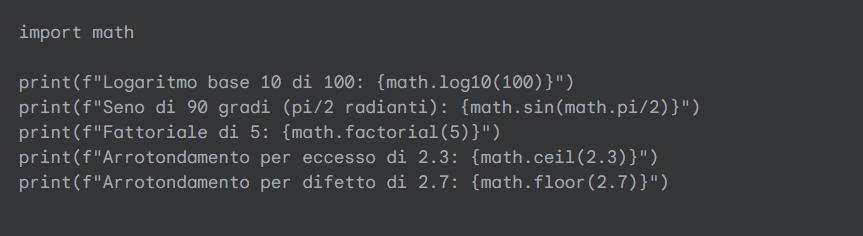 import math
print(f"Logaritmo base 10 di 100: {math.log10(100)}")
print(f"Seno di 90 gradi (pi/2 radianti): {math.sin(math.pi/2)}")
print(f"Fattoriale di 5: {math.factorial(5)}")
print(f"Arrotondamento per eccesso di 2.3: {math.ceil(2.3)}")
print(f"Arrotondamento per difetto di 2.7: {math.floor(2.7)}")